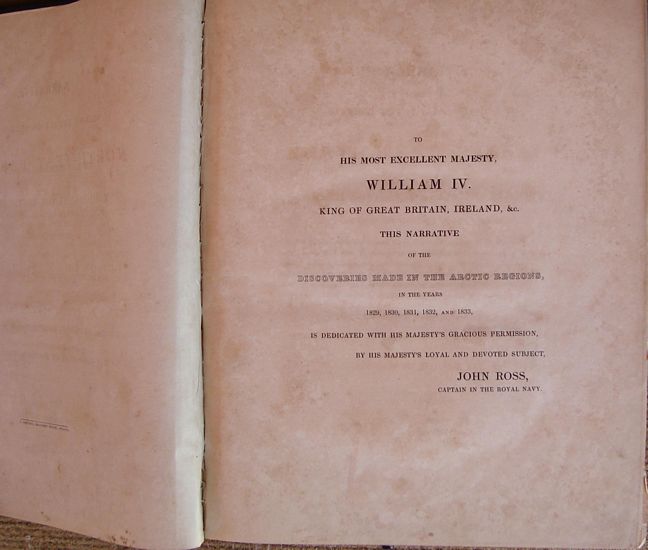 TO
HIS MOST EXCELLENT MAJESTY,
WILLIAM IV.
KING OF GREAT BRITAIN, IRELAND, &c.
THIS NARRATIVE
OF THE
DISCOVERIES MADE IN THE ARCTIC REGIONS,
IN THE YEARS
1829, 1830, 1831, 1832, AND 1833,
IS DEDICATED WITH HIS MAJESTY'S GRACIOUS PERMISSION,
BY HIS MAJESTY'S LOYAL AND DEVOTED SUBJECT,
JOHN ROSS,
CAPTAIN IN THE ROYAL NAVY.